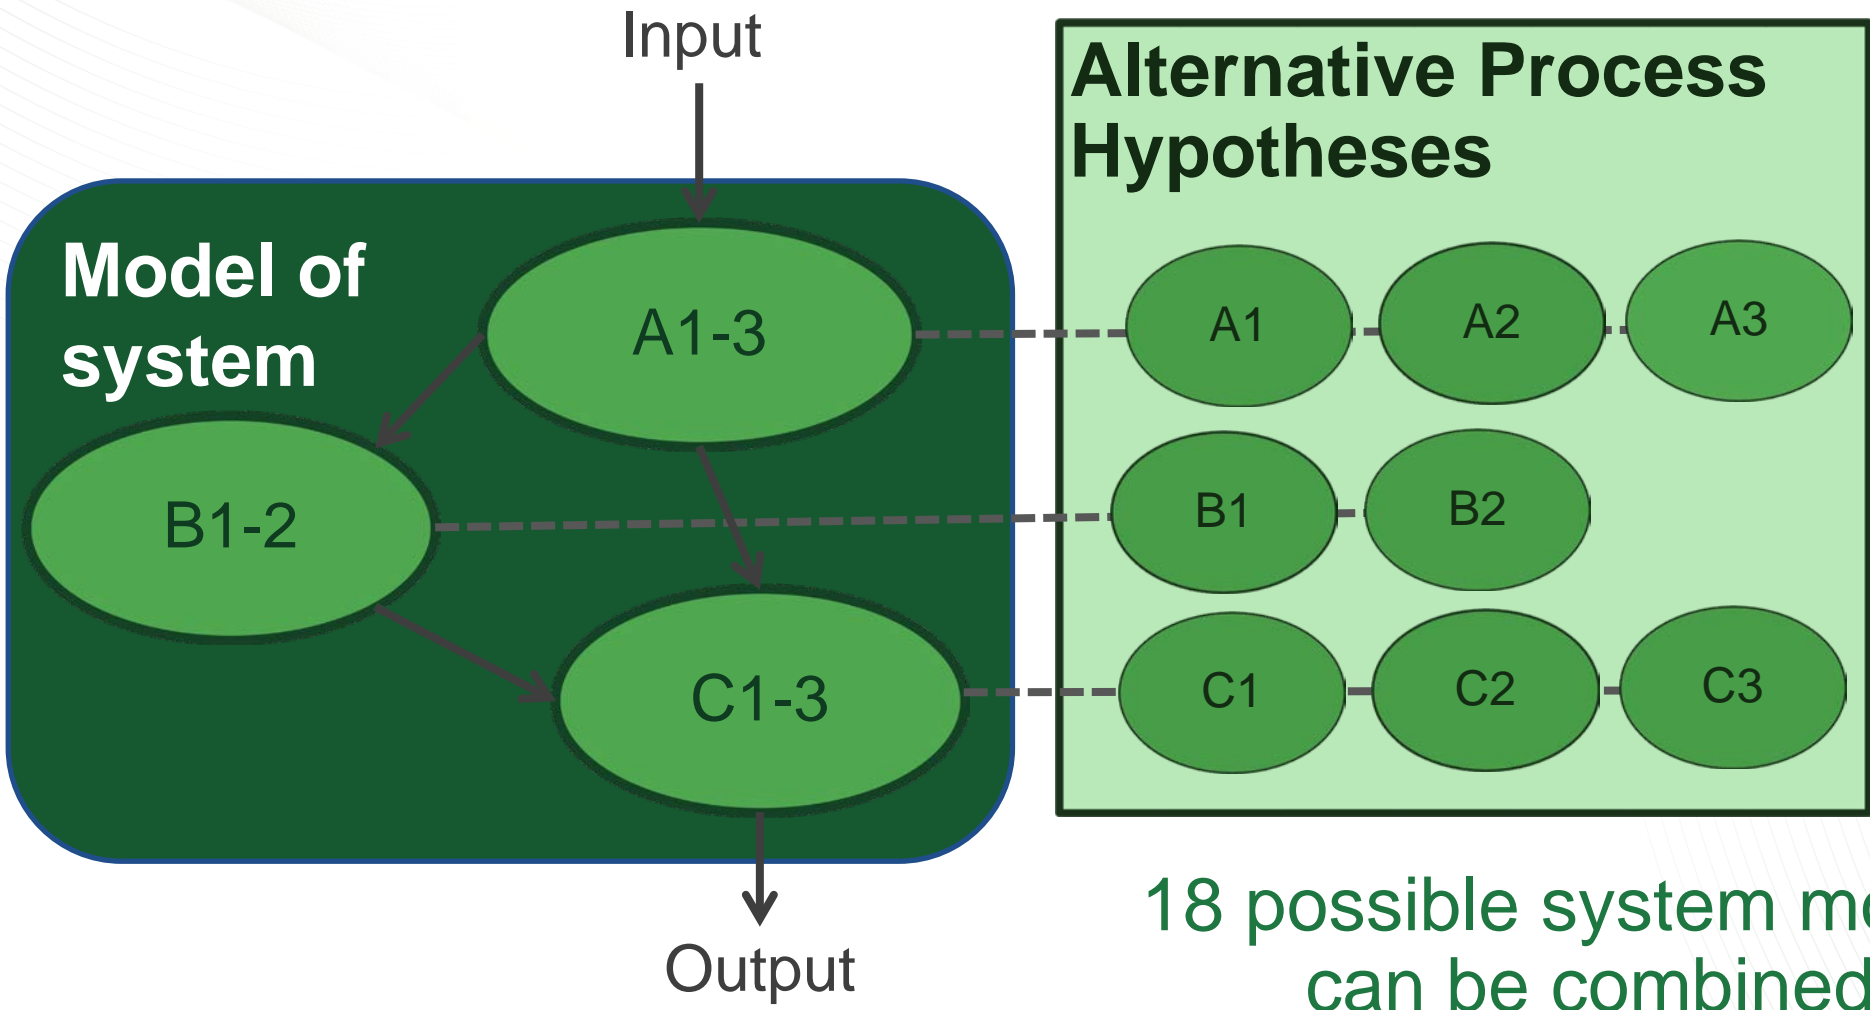 Input
Model of
system
A1-3
B1-2
C1-3
Output
Alternative Process
Hypotheses
A1 A2 A3
B1 B2
C1 C2 C3
18 possible system
can be combined